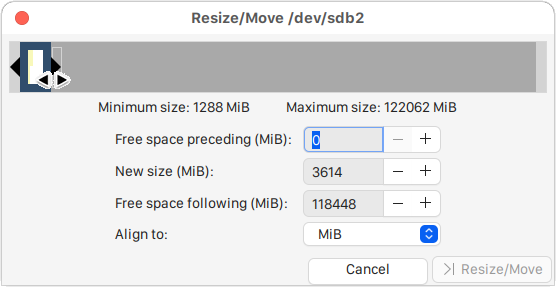 Resize/Move /dev/sdb2
Minimum size: 1288 MiB Maximum size: 122062 MiB
Free space preceding (MiB): 0 − +
New size (MiB): 3614 − +
Free space following (MiB): 118448 − +
Align to: MiB
Cancel Resize/Move